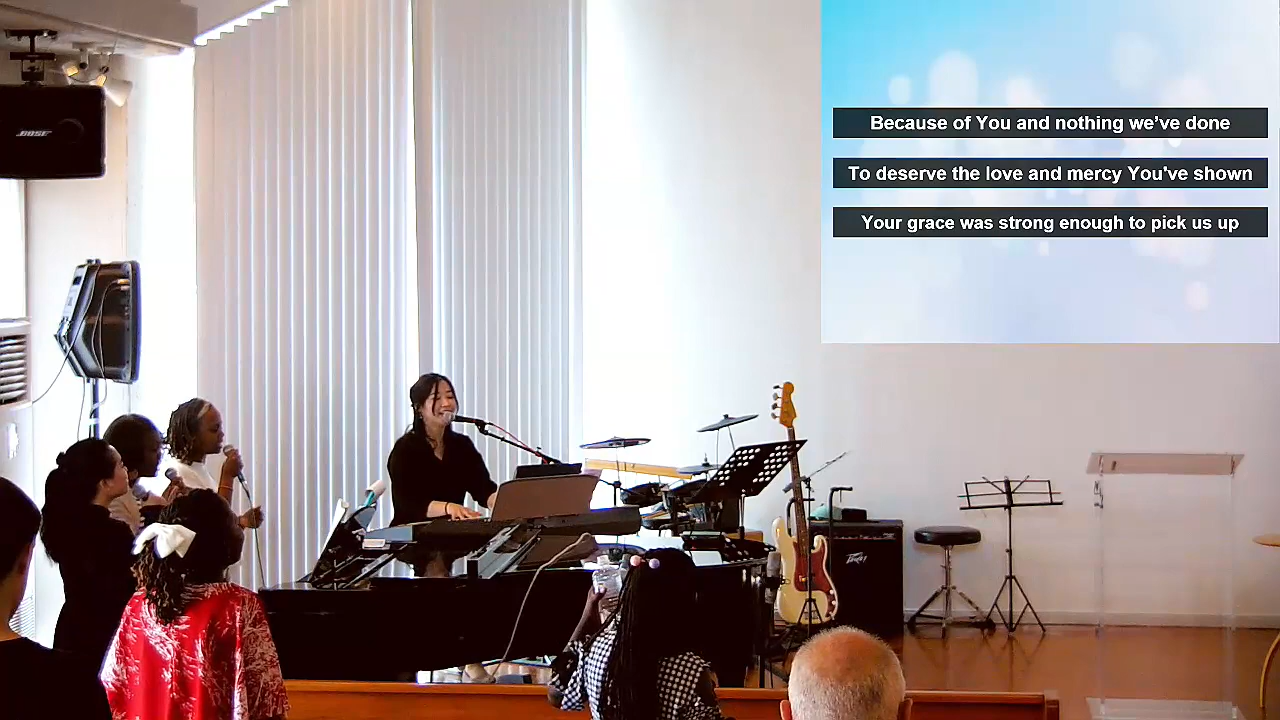 Because of You and nothing we’ve done
To deserve the love and mercy You've shown
Your grace was strong enough to pick us up
BOSE
PEAVEY